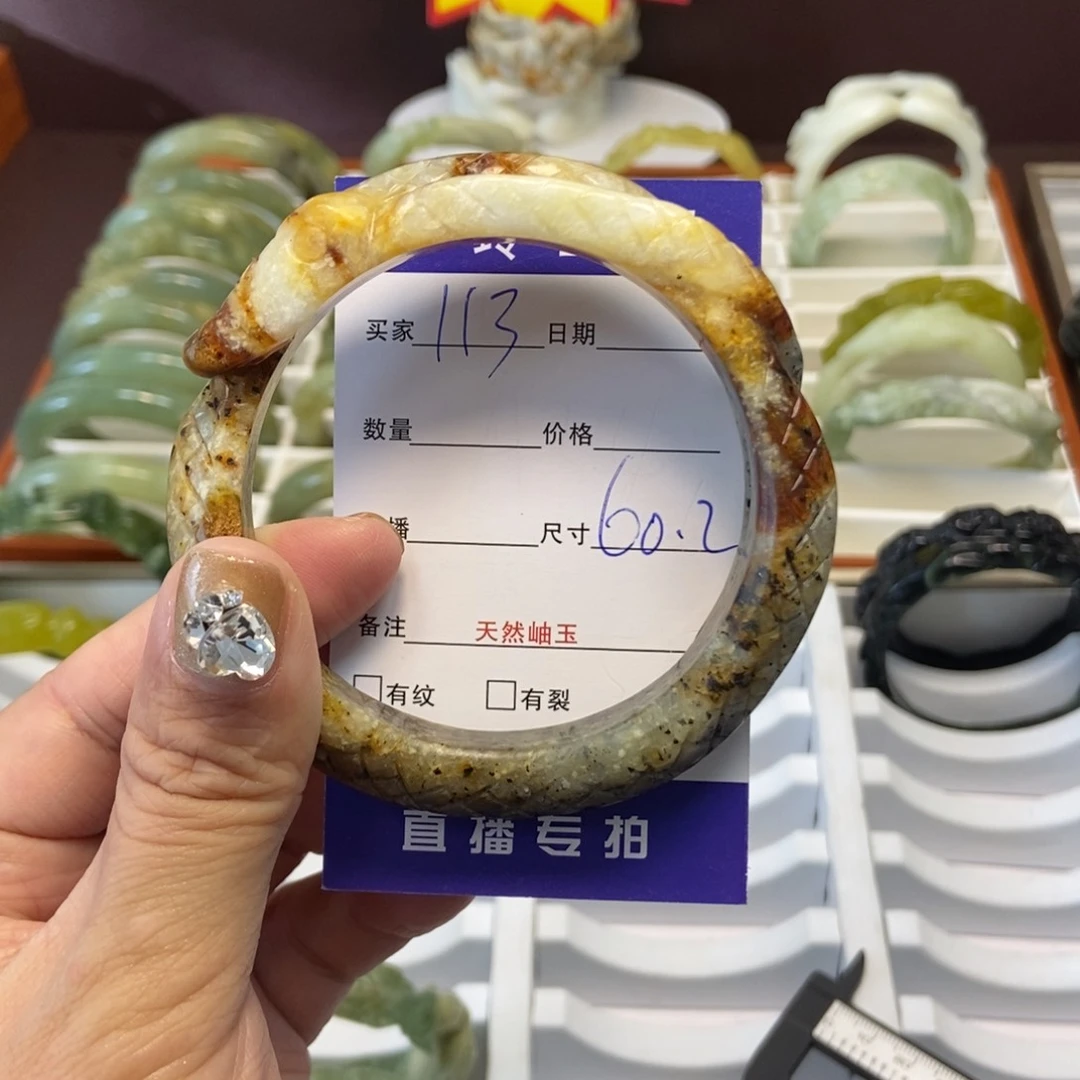 买家 113 日期
数量 价格
播 尺寸 60.2
备注 天然岫玉
□有纹 □有裂
直播专拍